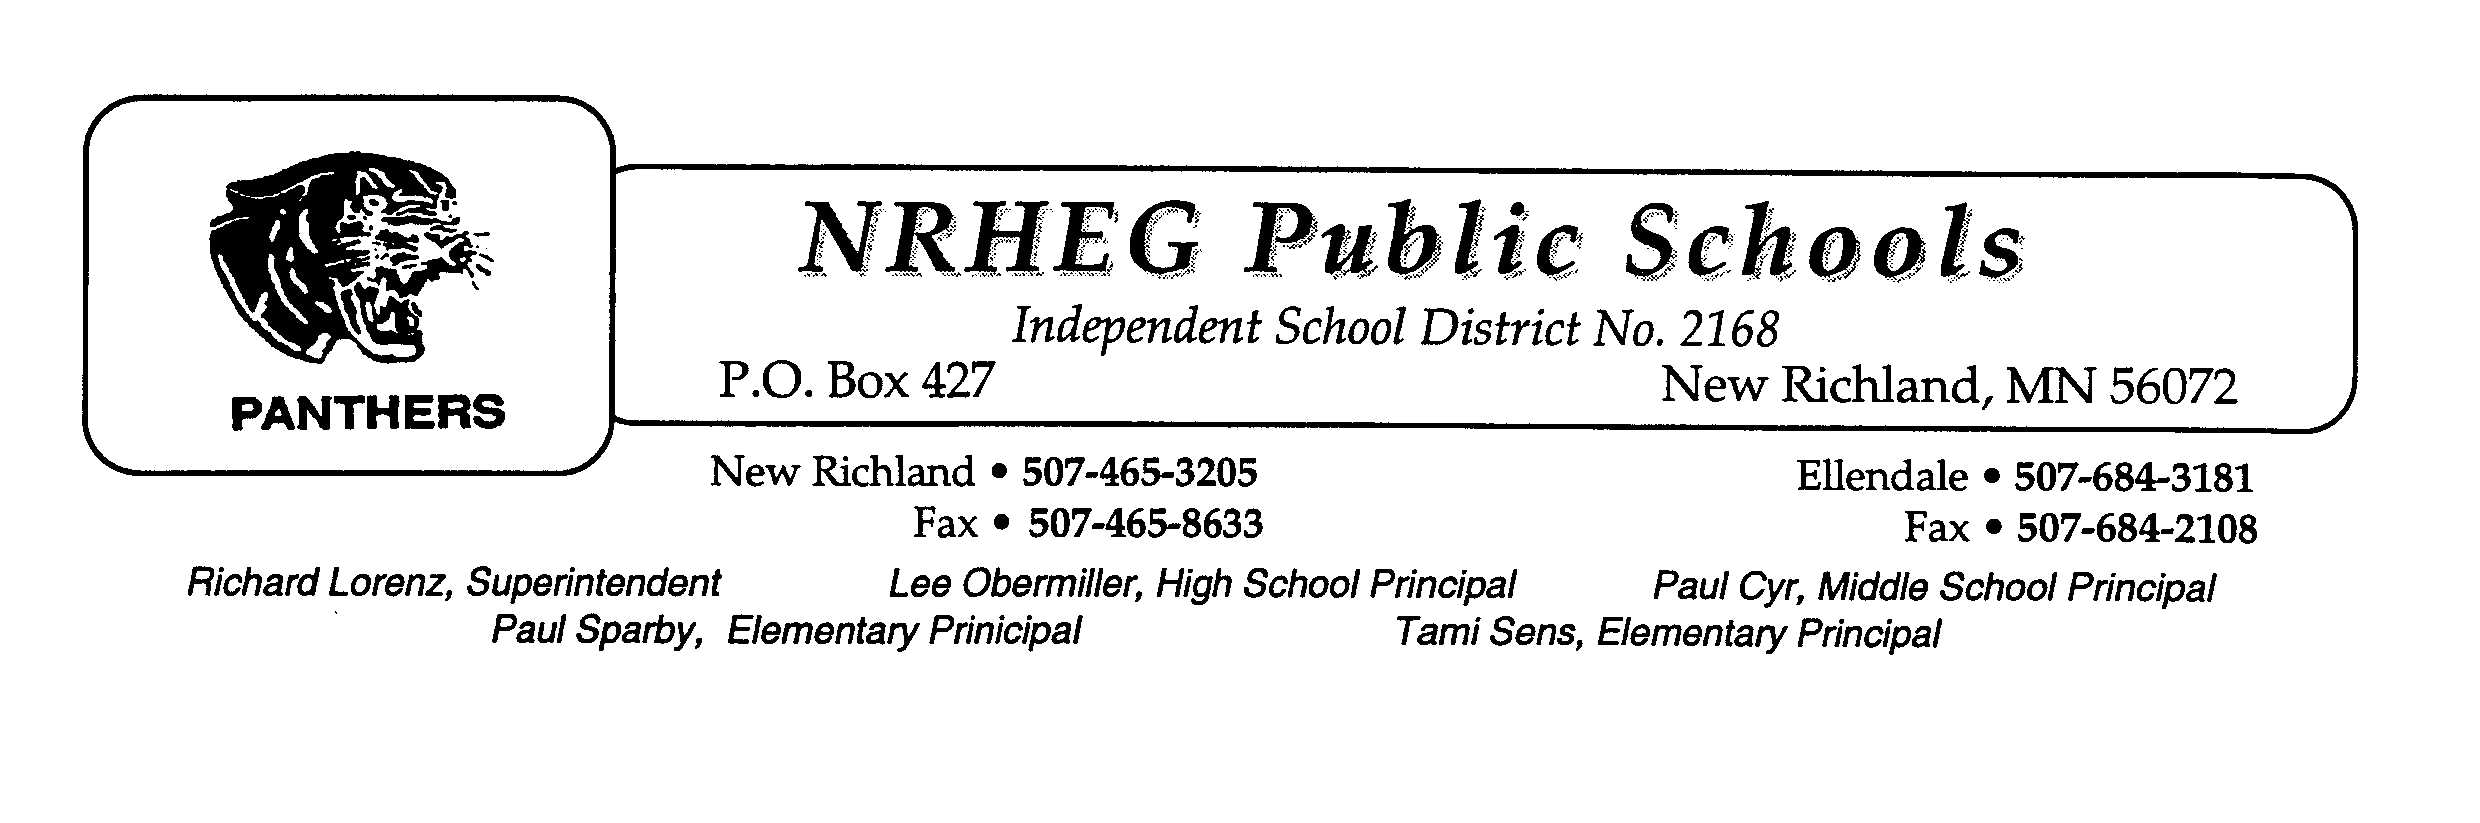 PANTHERS
NRHEG Public Schools
Independent School District No. 2168
P.O. Box 427 New Richland, MN 56072
New Richland • 507-465-3205 Ellendale • 507-684-3181
Fax • 507-465-8633 Fax • 507-684-2108
Richard Lorenz, Superintendent Lee Obermiller, High School Principal Paul Cyr, Middle School Principal
Paul Sparby, Elementary Prinicipal Tami Sens, Elementary Principal